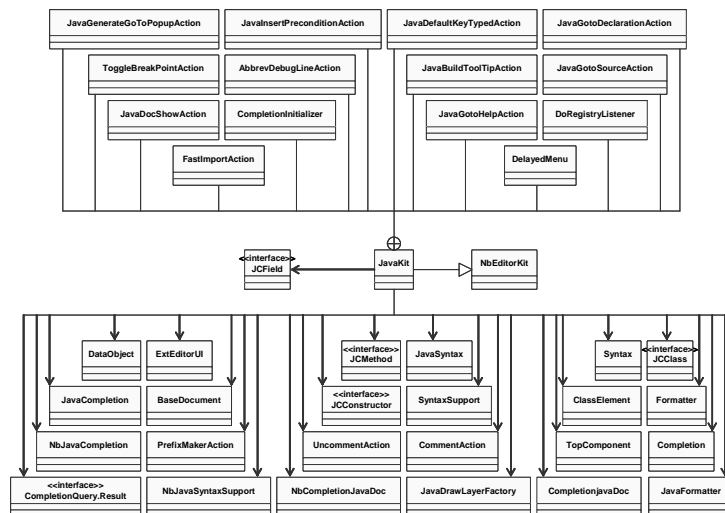 JavaGenerateGoToPopupAction
JavaInsertPreconditionAction
JavaDefaultKeyTypedAction
JavaGotoDeclarationAction
ToggleBreakPointAction
AbbrevDebugLineAction
JavaBuildToolTipAction
JavaGotoSourceAction
JavaDocShowAction
CompletionInitializer
JavaGotoHelpAction
DoRegistryListener
FastImportAction
DelayedMenu
<<interface>>
JCField
JavaKit
NbEditorKit
DataObject
ExtEditorUI
<<interface>>
JCMethod
JavaSyntax
Syntax
<<interface>>
JCClass
JavaCompletion
BaseDocument
<<interface>>
JCConstructor
SyntaxSupport
ClassElement
Formatter
NbJavaCompletion
PrefixMakerAction
UncommentAction
CommentAction
TopComponent
Completion
<<interface>>
CompletionQuery.Result
NbJavaSyntaxSupport
NbCompletionJavaDoc
JavaDrawLayerFactory
CompletionjavaDoc
JavaFormatter